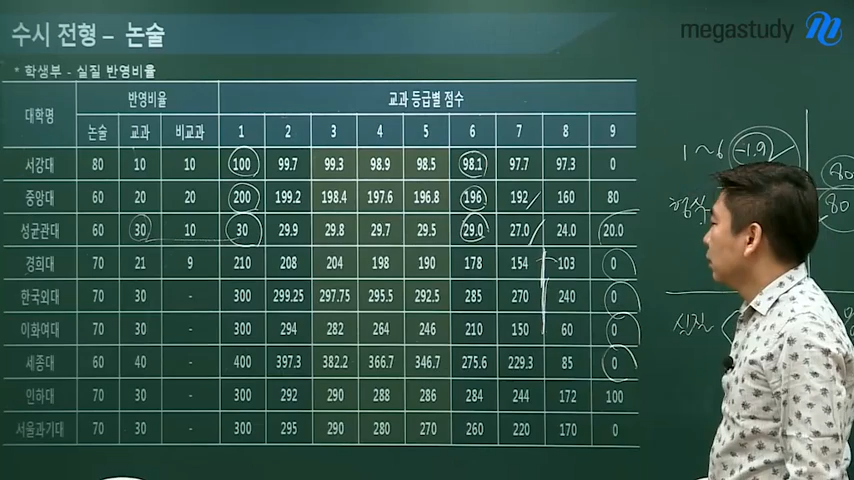 수시 전형 – 논술
megastudy
* 학생부 - 실질 반영비율
대학명 반영비율 교과 등급별 점수
논술 교과 비교과 1 2 3 4 5 6 7 8 9
서강대 80 10 10 100 99.7 99.3 98.9 98.5 98.1 97.7 97.3 0
중앙대 60 20 20 200 199.2 198.4 197.6 196.8 196 192 160 80
성균관대 60 30 10 30 29.9 29.8 29.7 29.5 29.0 27.0 24.0 20.0
경희대 70 21 9 210 208 204 198 190 178 154 103 0
한국외대 70 30 - 300 299.25 297.75 295.5 292.5 285 270 240 0
이화여대 70 30 - 300 294 282 264 246 210 150 60 0
세종대 60 40 - 400 397.3 382.2 366.7 346.7 275.6 229.3 85 0
인하대 70 30 - 300 292 290 288 286 284 244 172 100
서울과기대 70 30 - 300 295 290 280 270 260 220 170 0
1~6 -1.9
80
형식 80
실질